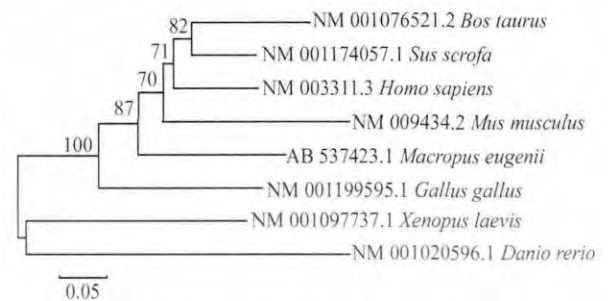 82
NM 001076521.2 Bos taurus
71
NM 001174057.1 Sus scrofa
70
NM 003311.3 Homo sapiens
87
NM 009434.2 Mus musculus
100
AB 537423.1 Macropus eugenii
NM 001199595.1 Gallus gallus
NM 001097737.1 Xenopus laevis
NM 001020596.1 Danio rerio
0.05